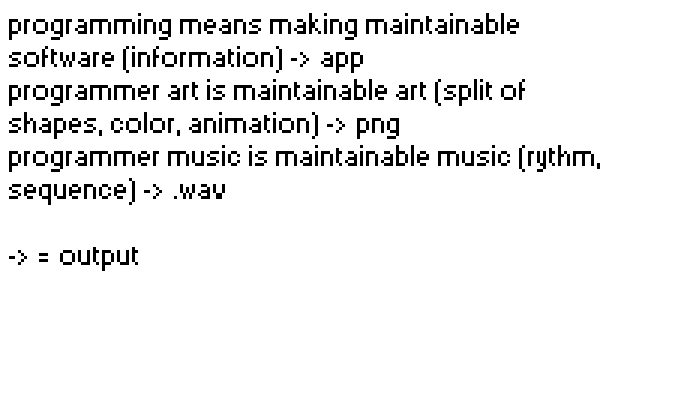 programming means making maintainable
software (information) -> app
programmer art is maintainable art (split of
shapes, color, animation) -> png
programmer music is maintainable music (rythm,
sequence) -> .wav
-> = output